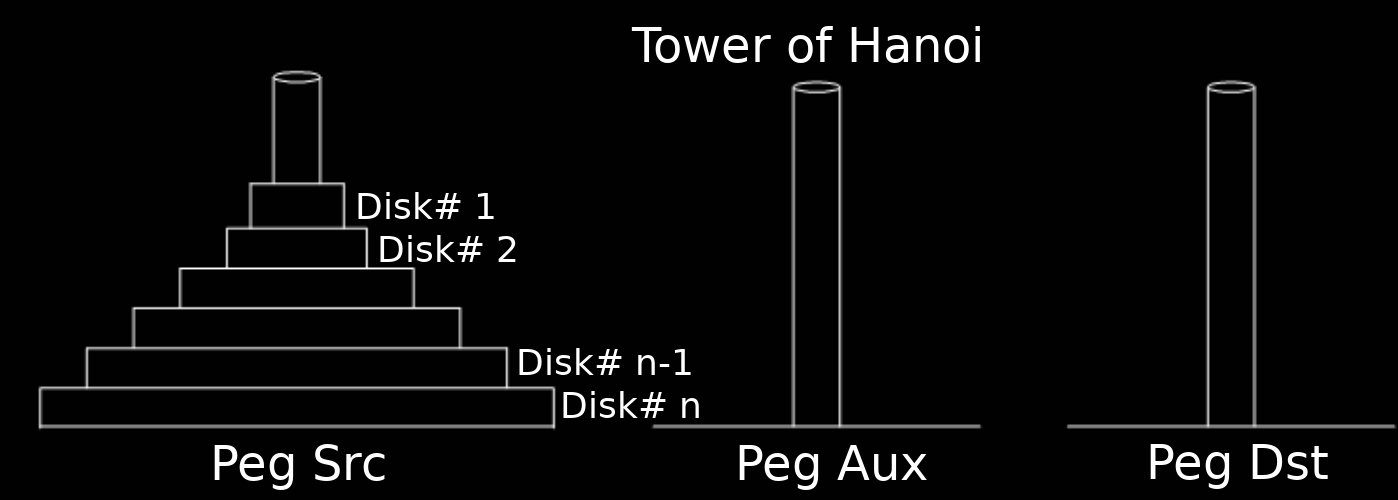 Tower of Hanoi
Disk# 1
Disk# 2
Disk# n-1
Disk# n
Peg Src
Peg Aux
Peg Dst